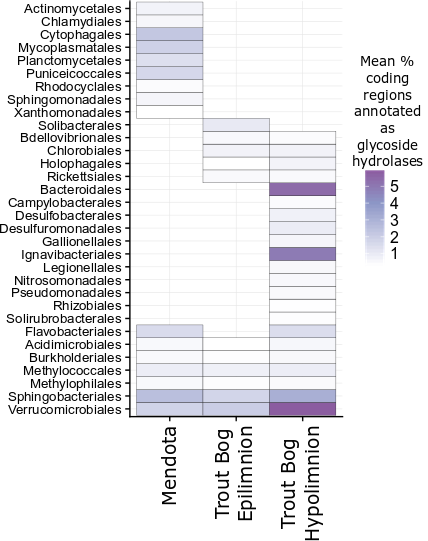 Actinomycetales
Chlamydiales
Cytophagales
Mycoplasmatales
Planctomycetales
Puniceicoccales
Rhodocyclales
Sphingomonadales
Xanthomonadales
Solibacterales
Bdellovibrionales
Chlorobiales
Holophagales
Rickettsiales
Bacteroidales
Campylobacterales
Desulfobacterales
Desulfuromonadales
Gallionellales
Ignavibacteriales
Legionellales
Nitrosomonadales
Pseudomonadales
Rhizobiales
Solirubrobacterales
Flavobacteriales
Acidimicrobiales
Burkholderiales
Methylococcales
Methylophilales
Sphingobacteriales
Verrucomicrobiales
Mendota
Trout Bog
Epilimnion
Trout Bog
Hypolimnion
Mean %
coding
regions
annotated
as
glycoside
hydrolases
5
4
3
2
1